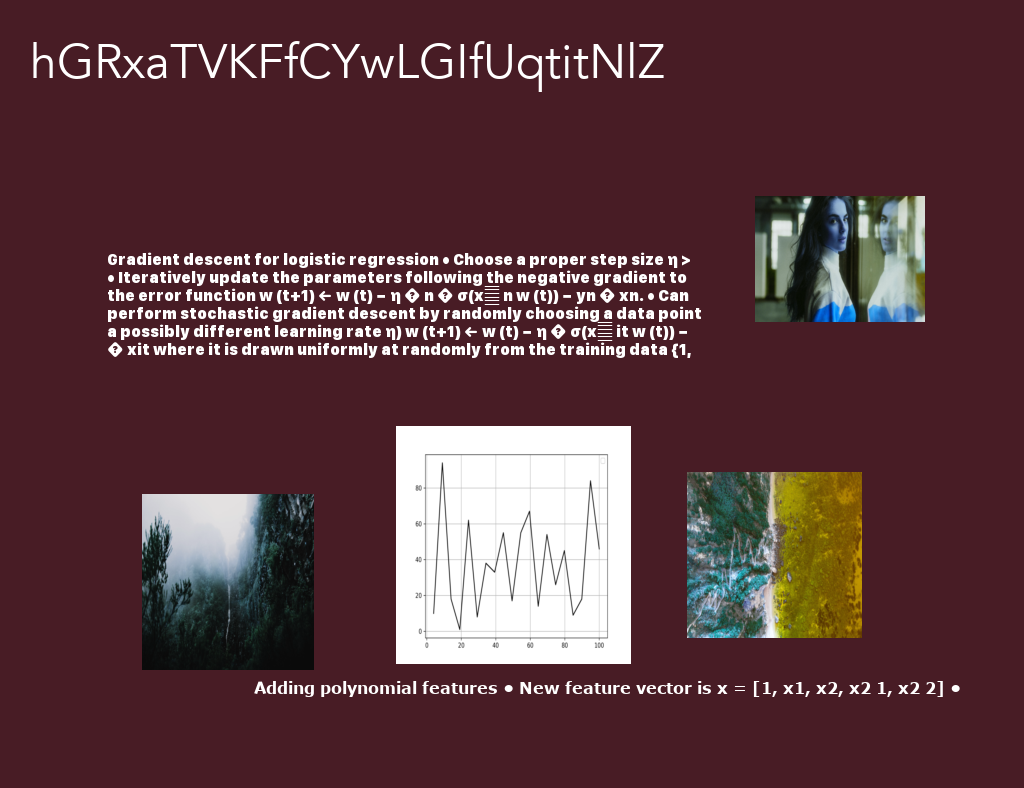 hGRxaTVKFfCYwLGIfUqtitNlZ
Gradient descent for logistic regression • Choose a proper step size η >
• Iteratively update the parameters following the negative gradient to
the error function w (t+1) ← w (t) − η � n � σ(x n w (t)) − yn � xn. • Can
perform stochastic gradient descent by randomly choosing a data point
a possibly different learning rate η) w (t+1) ← w (t) − η � σ(x it w (t)) −
� xit where it is drawn uniformly at randomly from the training data {1,
80
60
40
20
0
0 20 40 60 80 100
Adding polynomial features • New feature vector is x = [1, x1, x2, x2 1, x2 2] •